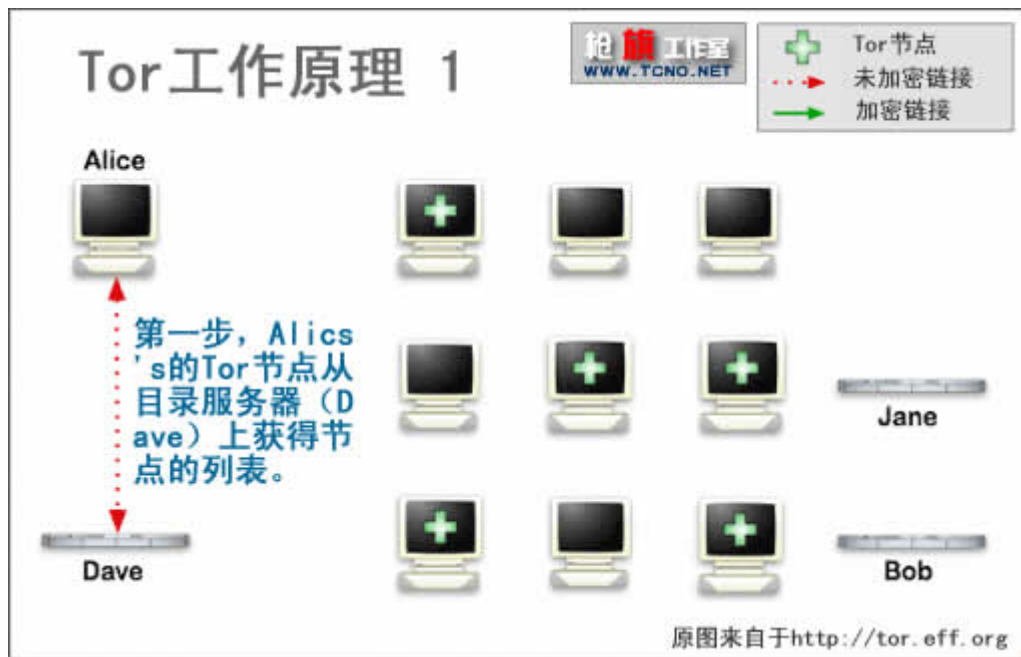 Tor工作原理 1
枪旗工作室
WWW.TCNO.NET
Tor节点
未加密链接
加密链接
Alice
第一步，Alics
's的Tor节点从
目录服务器（D
ave）上获得节
点的列表。
Jane
Dave
Bob
原图来自于http://tor.eff.org